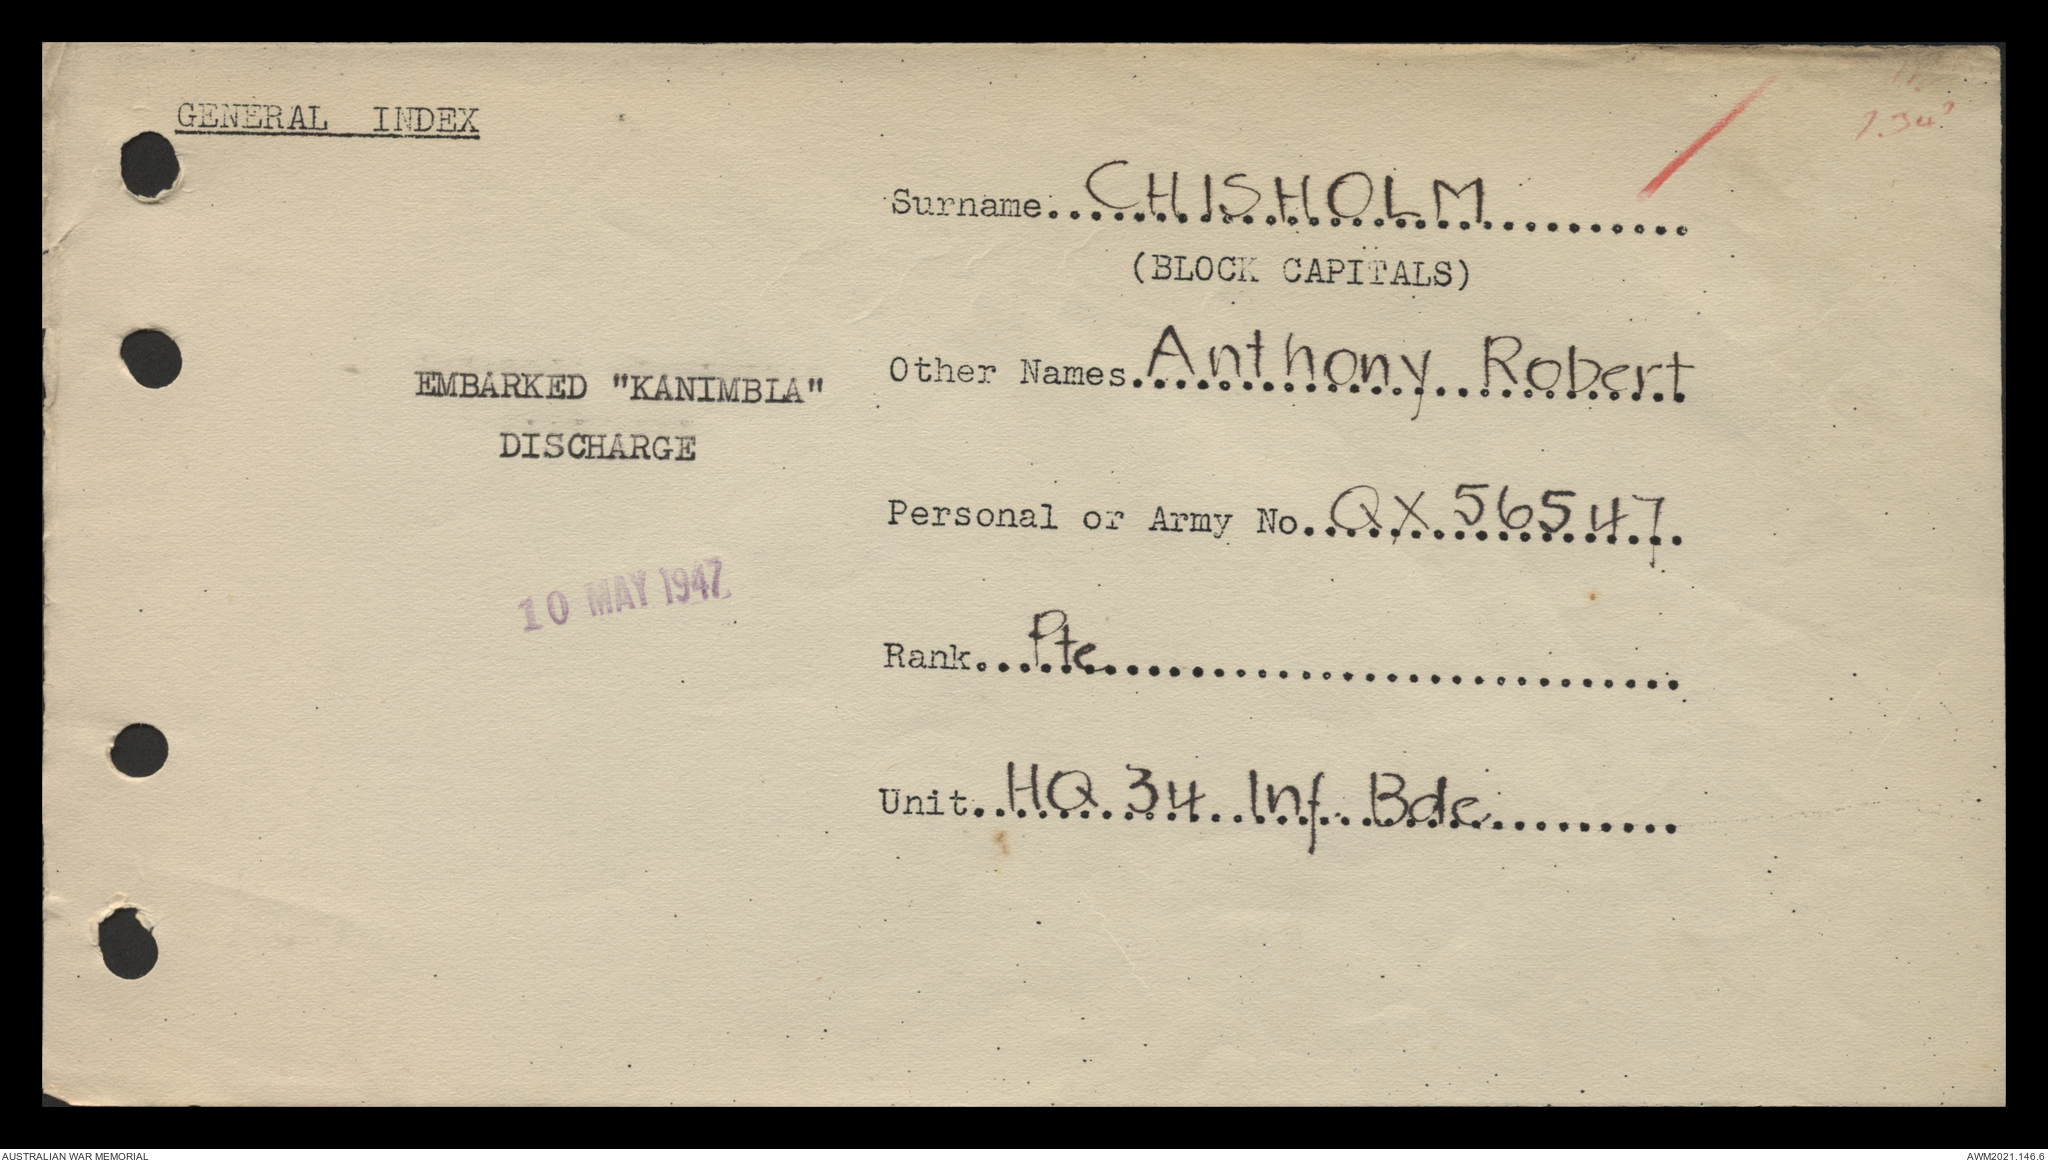 GENERAL INDEX
Surname CHISHOLM
(BLOCK CAPITALS)
Other Names Anthony Robert
EMBARKED "KANIMBLA"
DISCHARGE
Personal or Army No. QX 56547
10 MAY 1947
Rank Pte
Unit HQ 34 Inf. Bde
AUSTRALIAN WAR MEMORIAL
AWM2021.146.6